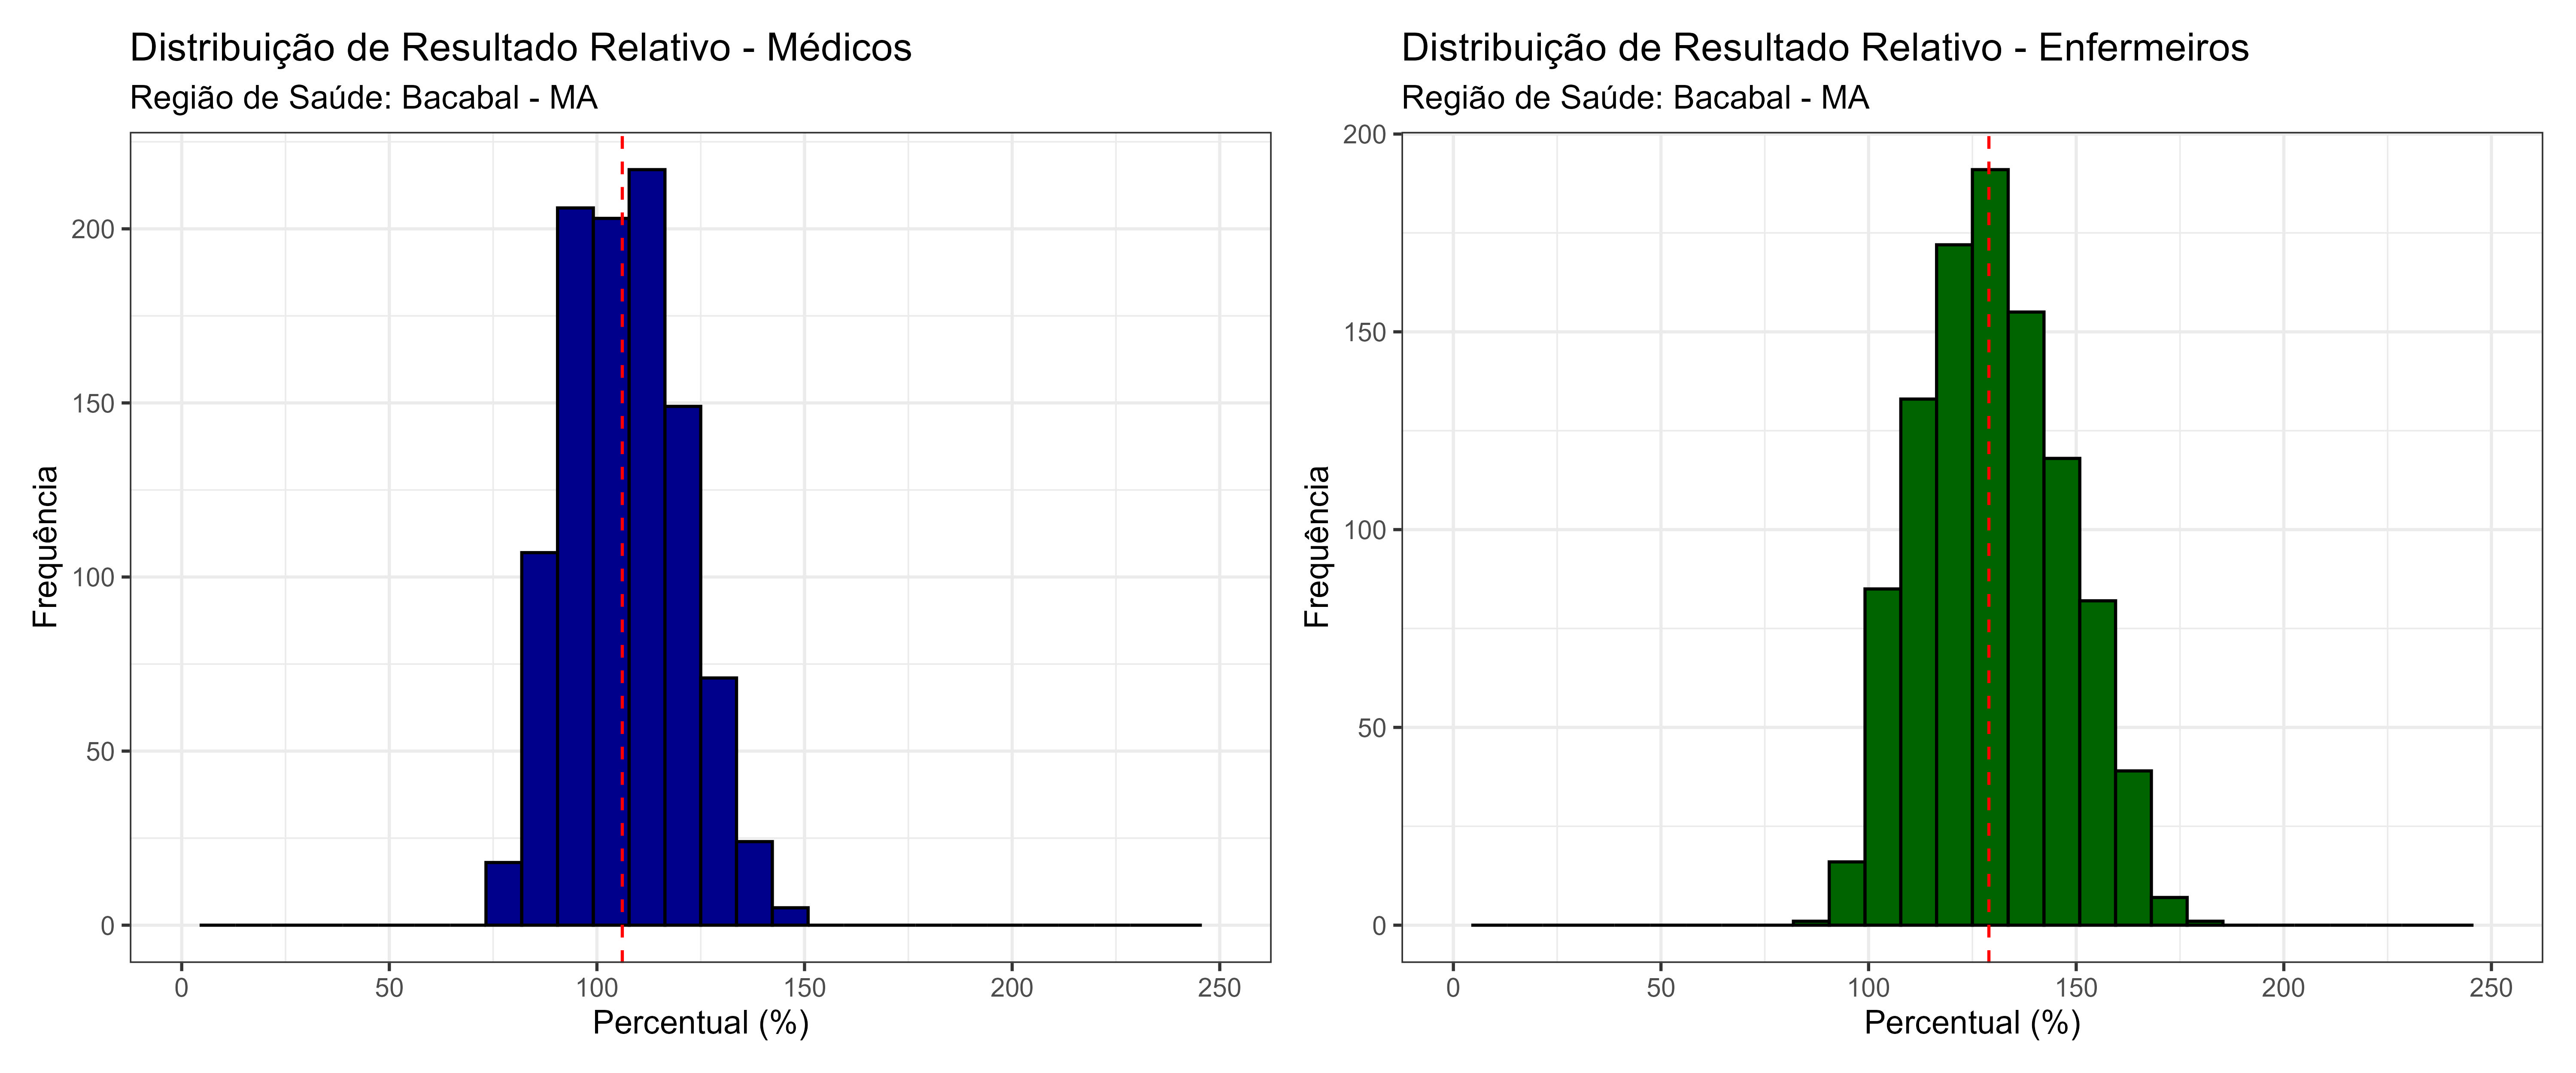 Distribuição de Resultado Relativo - Médicos
Região de Saúde: Bacabal - MA
Frequência
200
150
100
50
0
0 50 100 150 200 250
Percentual (%)
Distribuição de Resultado Relativo - Enfermeiros
Região de Saúde: Bacabal - MA
Frequência
200
150
100
50
0
0 50 100 150 200 250
Percentual (%)